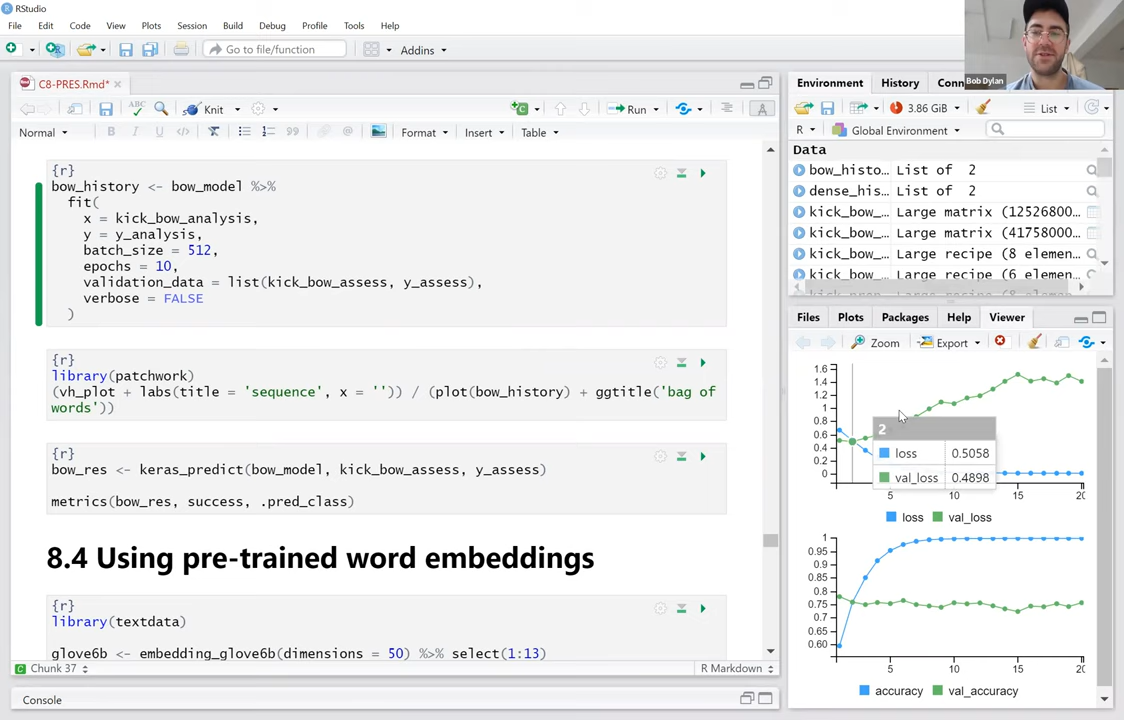 RStudio
File Edit Code View Plots Session Build Debug Profile Tools Help
Go to file/function Addins
C8-PRES.Rmd*
ABC Knit Run
Normal B I U Format Insert Table
{r}
bow_history <- bow_model %>%
fit(
x = kick_bow_analysis,
y = y_analysis,
batch_size = 512,
epochs = 10,
validation_data = list(kick_bow_assess, y_assess),
verbose = FALSE
)
{r}
library(patchwork)
(vh_plot + labs(title = 'sequence', x = '')) / (plot(bow_history) + ggtitle('bag of
words'))
{r}
bow_res <- keras_predict(bow_model, kick_bow_assess, y_assess)
metrics(bow_res, success, .pred_class)
8.4 Using pre-trained word embeddings
{r}
library(textdata)
glove6b <- embedding_glove6b(dimensions = 50) %>% select(1:13)
C Chunk 37 R Markdown
Console
Bob Dylan
Environment History Conn
3.86 GiB List
R Global Environment
Data
bow_histo... List of 2
dense_his... List of 2
kick_bow_... Large matrix (12526800...
kick_bow_... Large matrix (41758000...
kick_bow_... Large recipe (8 elemen...
kick_bow_... Large recipe (6 elemen...
Files Plots Packages Help Viewer
Zoom Export
1.6
1.4
1.2
1
0.8
0.6
0.4
0.2
0
2
loss 0.5058
val_loss 0.4898
5 10 15 20
loss val_loss
1
0.95
0.90
0.85
0.80
0.75
0.70
0.65
0.60
5 10 15 20
accuracy val_accuracy